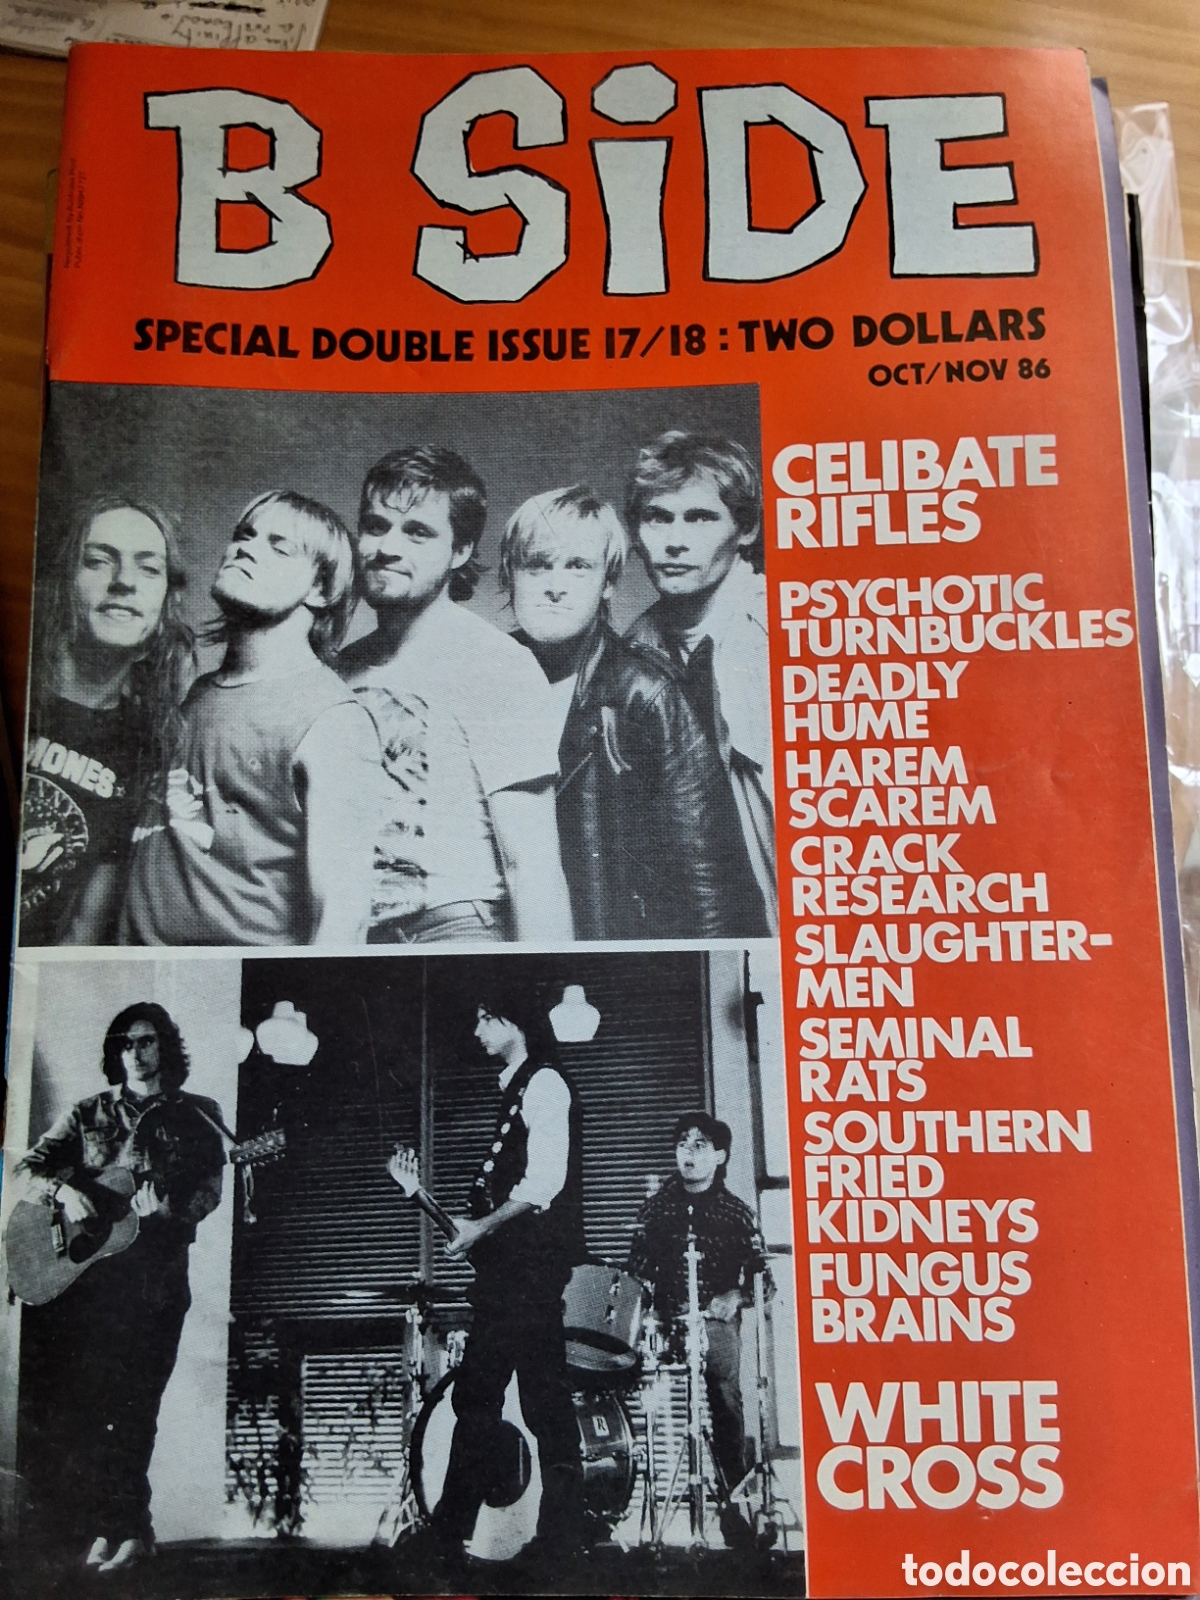 B SiDE
SPECIAL DOUBLE ISSUE 17/18 : TWO DOLLARS
OCT/NOV 86
CELIBATE
RIFLES
PSYCHOTIC
TURNBUCKLES
DEADLY
HUME
HAREM
SCAREM
CRACK
RESEARCH
SLAUGHTER-
MEN
SEMINAL
RATS
SOUTHERN
FRIED
KIDNEYS
FUNGUS
BRAINS
WHITE
CROSS
MONES
todocoleccion